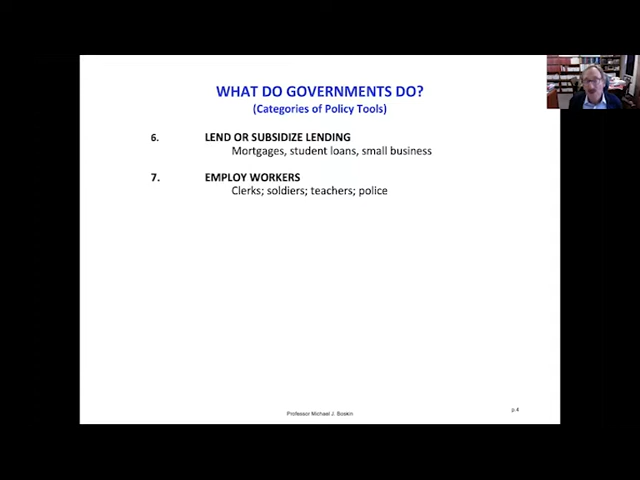 WHAT DO GOVERNMENTS DO?
(Categories of Policy Tools)
6. LEND OR SUBSIDIZE LENDING
Mortgages, student loans, small business
7. EMPLOY WORKERS
Clerks; soldiers; teachers; police
Professor Michael J. Boskin
p.4